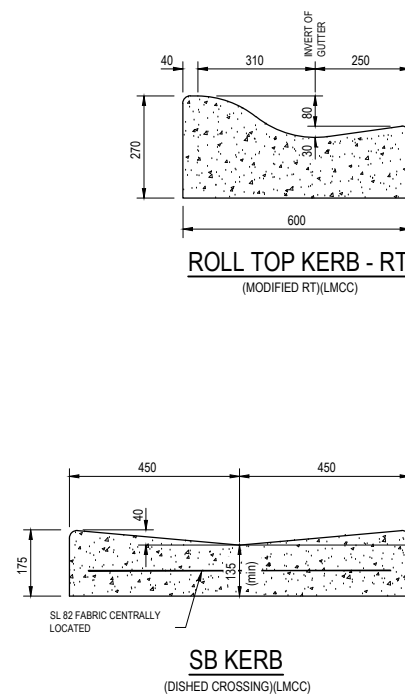 40
310
INVERT OF
GUTTER
250
80
30
270
600
ROLL TOP KERB - RT
(MODIFIED RT)(LMCC)
450
450
40
175
135
(min)
SL 82 FABRIC CENTRALLY
LOCATED
SB KERB
(DISHED CROSSING)(LMCC)